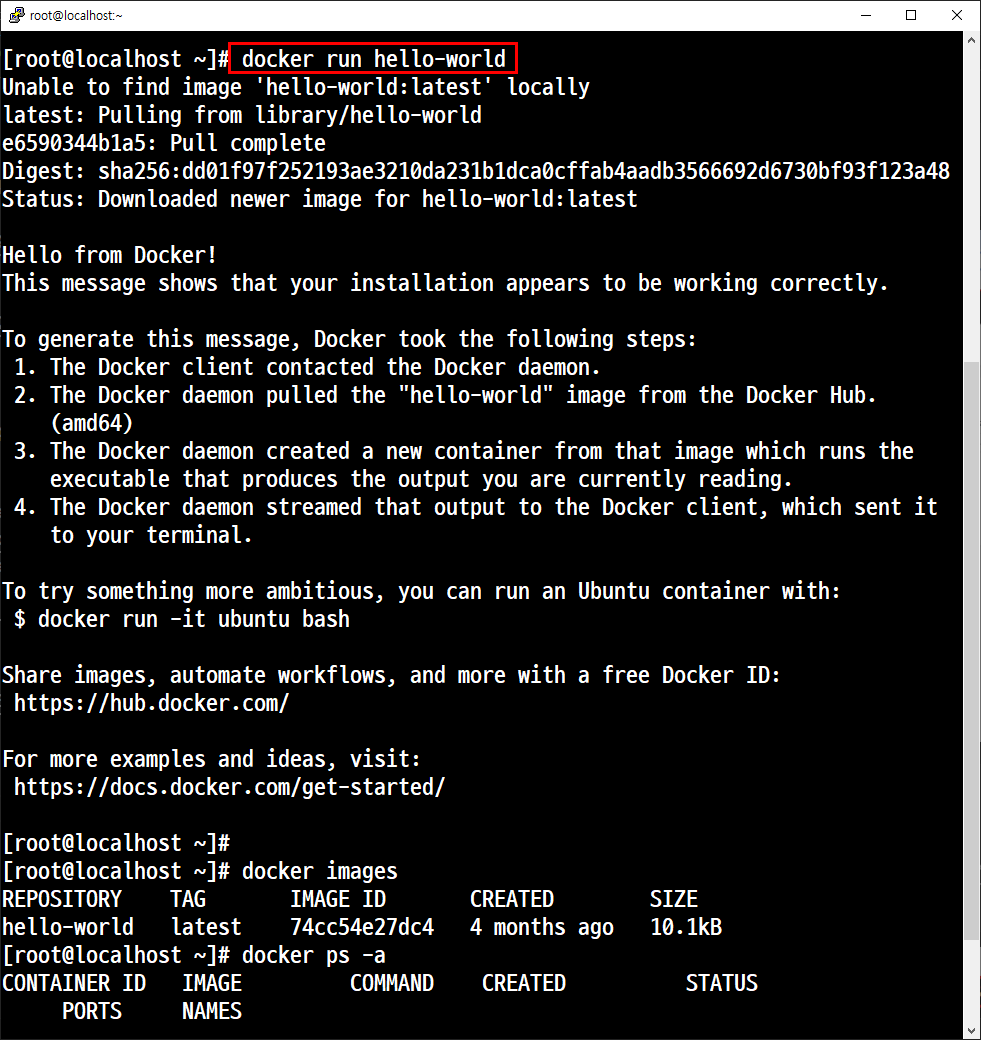 root@localhost:~
[root@localhost ~]# docker run hello-world
Unable to find image 'hello-world:latest' locally
latest: Pulling from library/hello-world
e6590344b1a5: Pull complete
Digest: sha256:dd01f97f252193ae3210da231b1dca0cffab4aadb3566692d6730bf93f123a48
Status: Downloaded newer image for hello-world:latest
Hello from Docker!
This message shows that your installation appears to be working correctly.
To generate this message, Docker took the following steps:
1. The Docker client contacted the Docker daemon.
2. The Docker daemon pulled the "hello-world" image from the Docker Hub.
(amd64)
3. The Docker daemon created a new container from that image which runs the
executable that produces the output you are currently reading.
4. The Docker daemon streamed that output to the Docker client, which sent it
to your terminal.
To try something more ambitious, you can run an Ubuntu container with:
$ docker run -it ubuntu bash
Share images, automate workflows, and more with a free Docker ID:
https://hub.docker.com/
For more examples and ideas, visit:
https://docs.docker.com/get-started/
[root@localhost ~]#
[root@localhost ~]# docker images
REPOSITORY    TAG       IMAGE ID       CREATED        SIZE
hello-world   latest    74cc54e27dc4   4 months ago   10.1kB
[root@localhost ~]# docker ps -a
CONTAINER ID   IMAGE         COMMAND    CREATED          STATUS
PORTS     NAMES